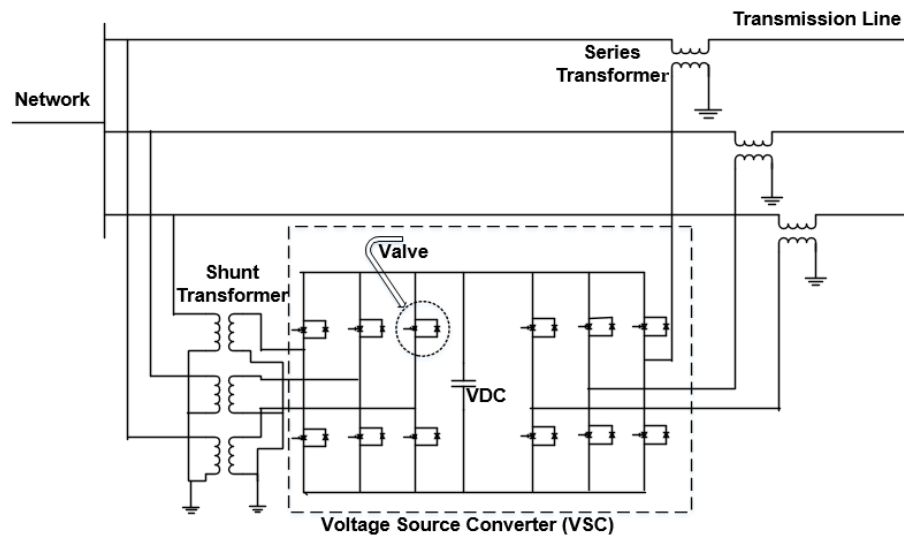 Transmission Line
Series
Transformer
Network
Valve
Shunt
Transformer
VDC
Voltage Source Converter (VSC)